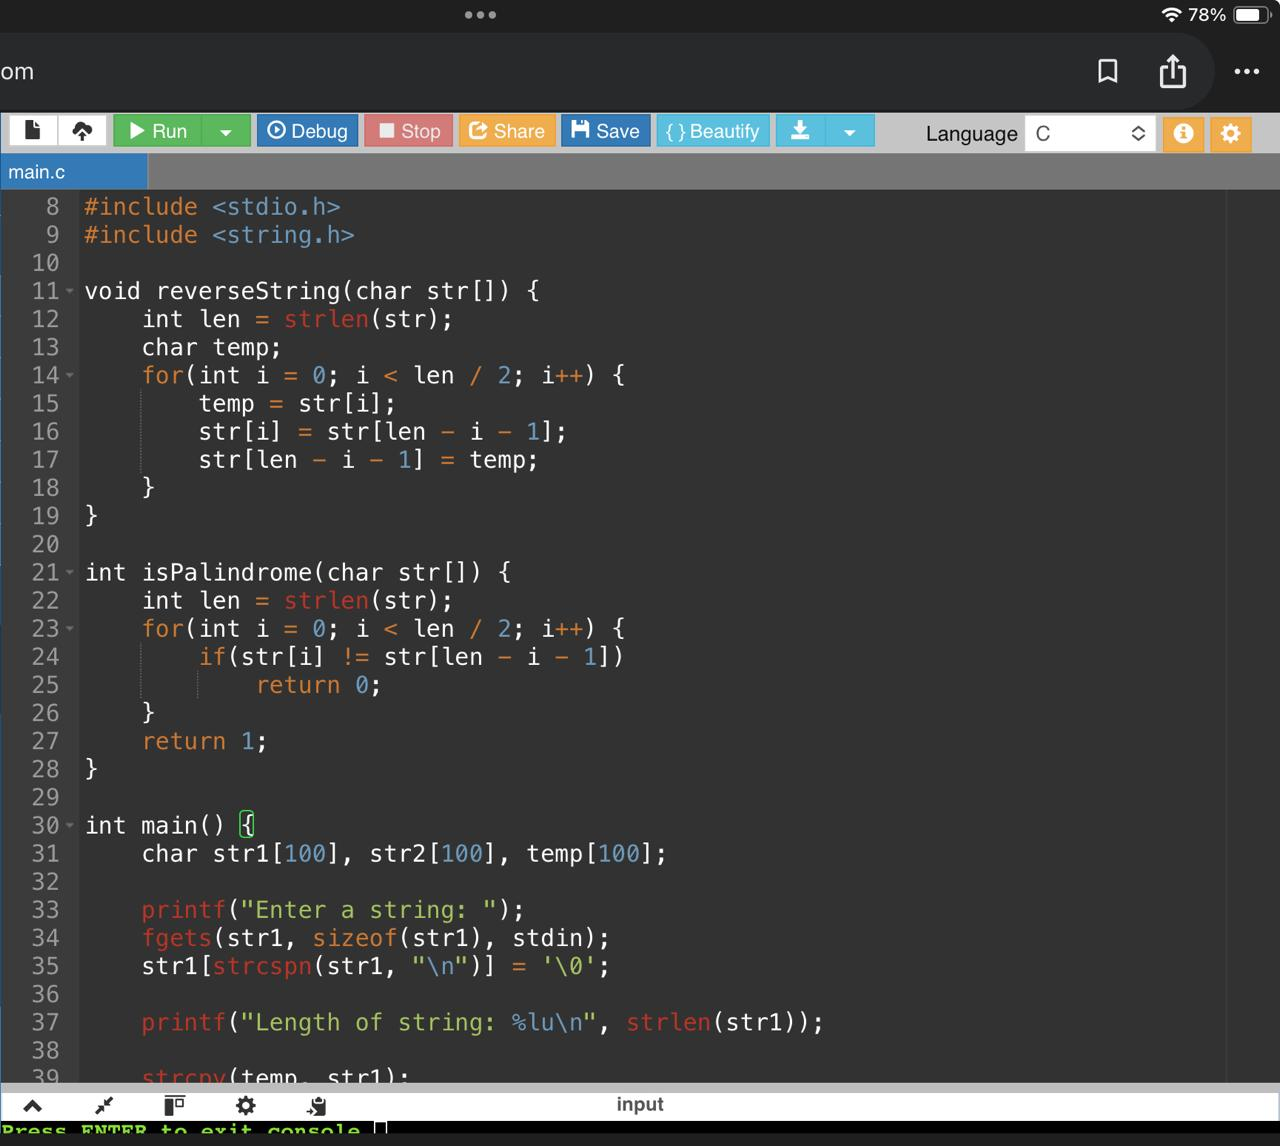 78%
om
Run Debug Stop Share Save { } Beautify Language C
main.c
8 #include <stdio.h>
9 #include <string.h>
10
11 void reverseString(char str[]) {
12     int len = strlen(str);
13     char temp;
14     for(int i = 0; i < len / 2; i++) {
15         temp = str[i];
16         str[i] = str[len - i - 1];
17         str[len - i - 1] = temp;
18     }
19 }
20
21 int isPalindrome(char str[]) {
22     int len = strlen(str);
23     for(int i = 0; i < len / 2; i++) {
24         if(str[i] != str[len - i - 1])
25             return 0;
26     }
27     return 1;
28 }
29
30 int main() {
31     char str1[100], str2[100], temp[100];
32
33     printf("Enter a string: ");
34     fgets(str1, sizeof(str1), stdin);
35     str1[strcspn(str1, "\n")] = '\0';
36
37     printf("Length of string: %lu\n", strlen(str1));
38
39     strcpy(temp, str1);
input
Press ENTER to exit console